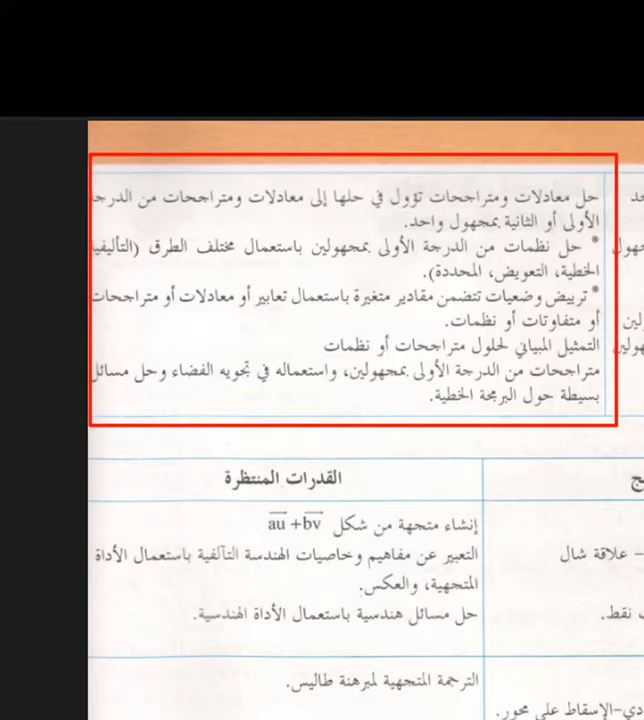 حل معادلات ومتراجحات تؤول في حلها إلى معادلات ومتراجحات من الدرجة
الأولى أو الثانية بمجهول واحد.
* حل نظمات من الدرجة الأولى بمجهولين باستعمال مختلف الطرق (التأليفية
الخطية، التعويض، المحددة).
* ترييض وضعيات تتضمن مقادير متغيرة باستعمال تعابير أو معادلات أو متراجحات
أو متفاوتات أو نظمات.
التمثيل المبياني لحلول متراجحات أو نظمات
متراجحات من الدرجة الأولى بمجهولين، واستعماله في تجويه الفضاء وحل مسائل
بسيطة حول البرمجة الخطية.
القدرات المنتظرة
إنشاء متجهة من شكل au + bv
– علاقة شال
التعبير عن مفاهيم وخاصيات الهندسة التآلفية باستعمال الأداة
المتجهية، والعكس.
نقط.
حل مسائل هندسية باستعمال الأداة الهندسية.
الترجمة المتجهية لمبرهنة طاليس.
الإسقاط على محور.